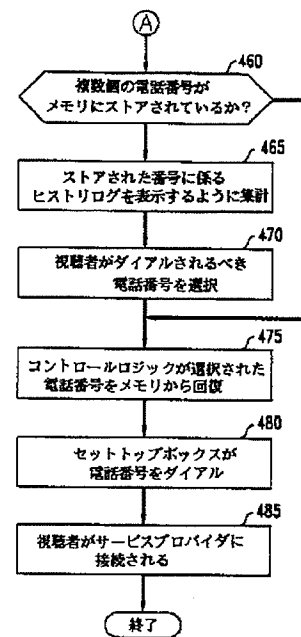 A
460
複数個の電話番号が
メモリにストアされているか?
465
ストアされた番号に係る
ヒストリログを表示するように集計
470
視聴者がダイアルされるべき
電話番号を選択
475
コントロールロジックが選択された
電話番号をメモリから回復
480
セットトップボックスが
電話番号をダイアル
485
視聴者がサービスプロバイダに
接続される
終了